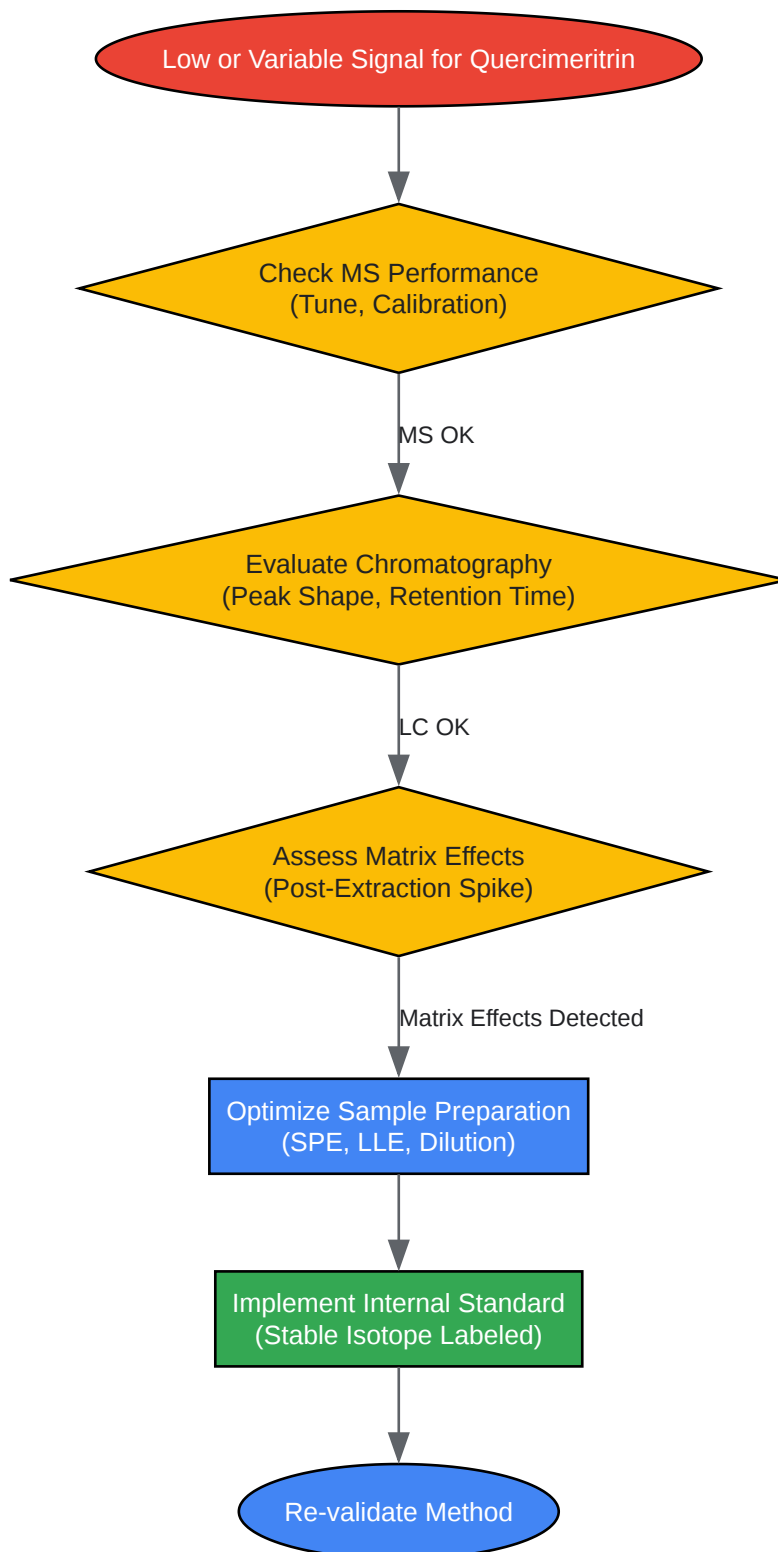 Low or Variable Signal for Quercimeritrin
Check MS Performance
(Tune, Calibration)
MS OK
Evaluate Chromatography
(Peak Shape, Retention Time)
LC OK
Assess Matrix Effects
(Post-Extraction Spike)
Matrix Effects Detected
Optimize Sample Preparation
(SPE, LLE, Dilution)
Implement Internal Standard
(Stable Isotope Labeled)
Re-validate Method